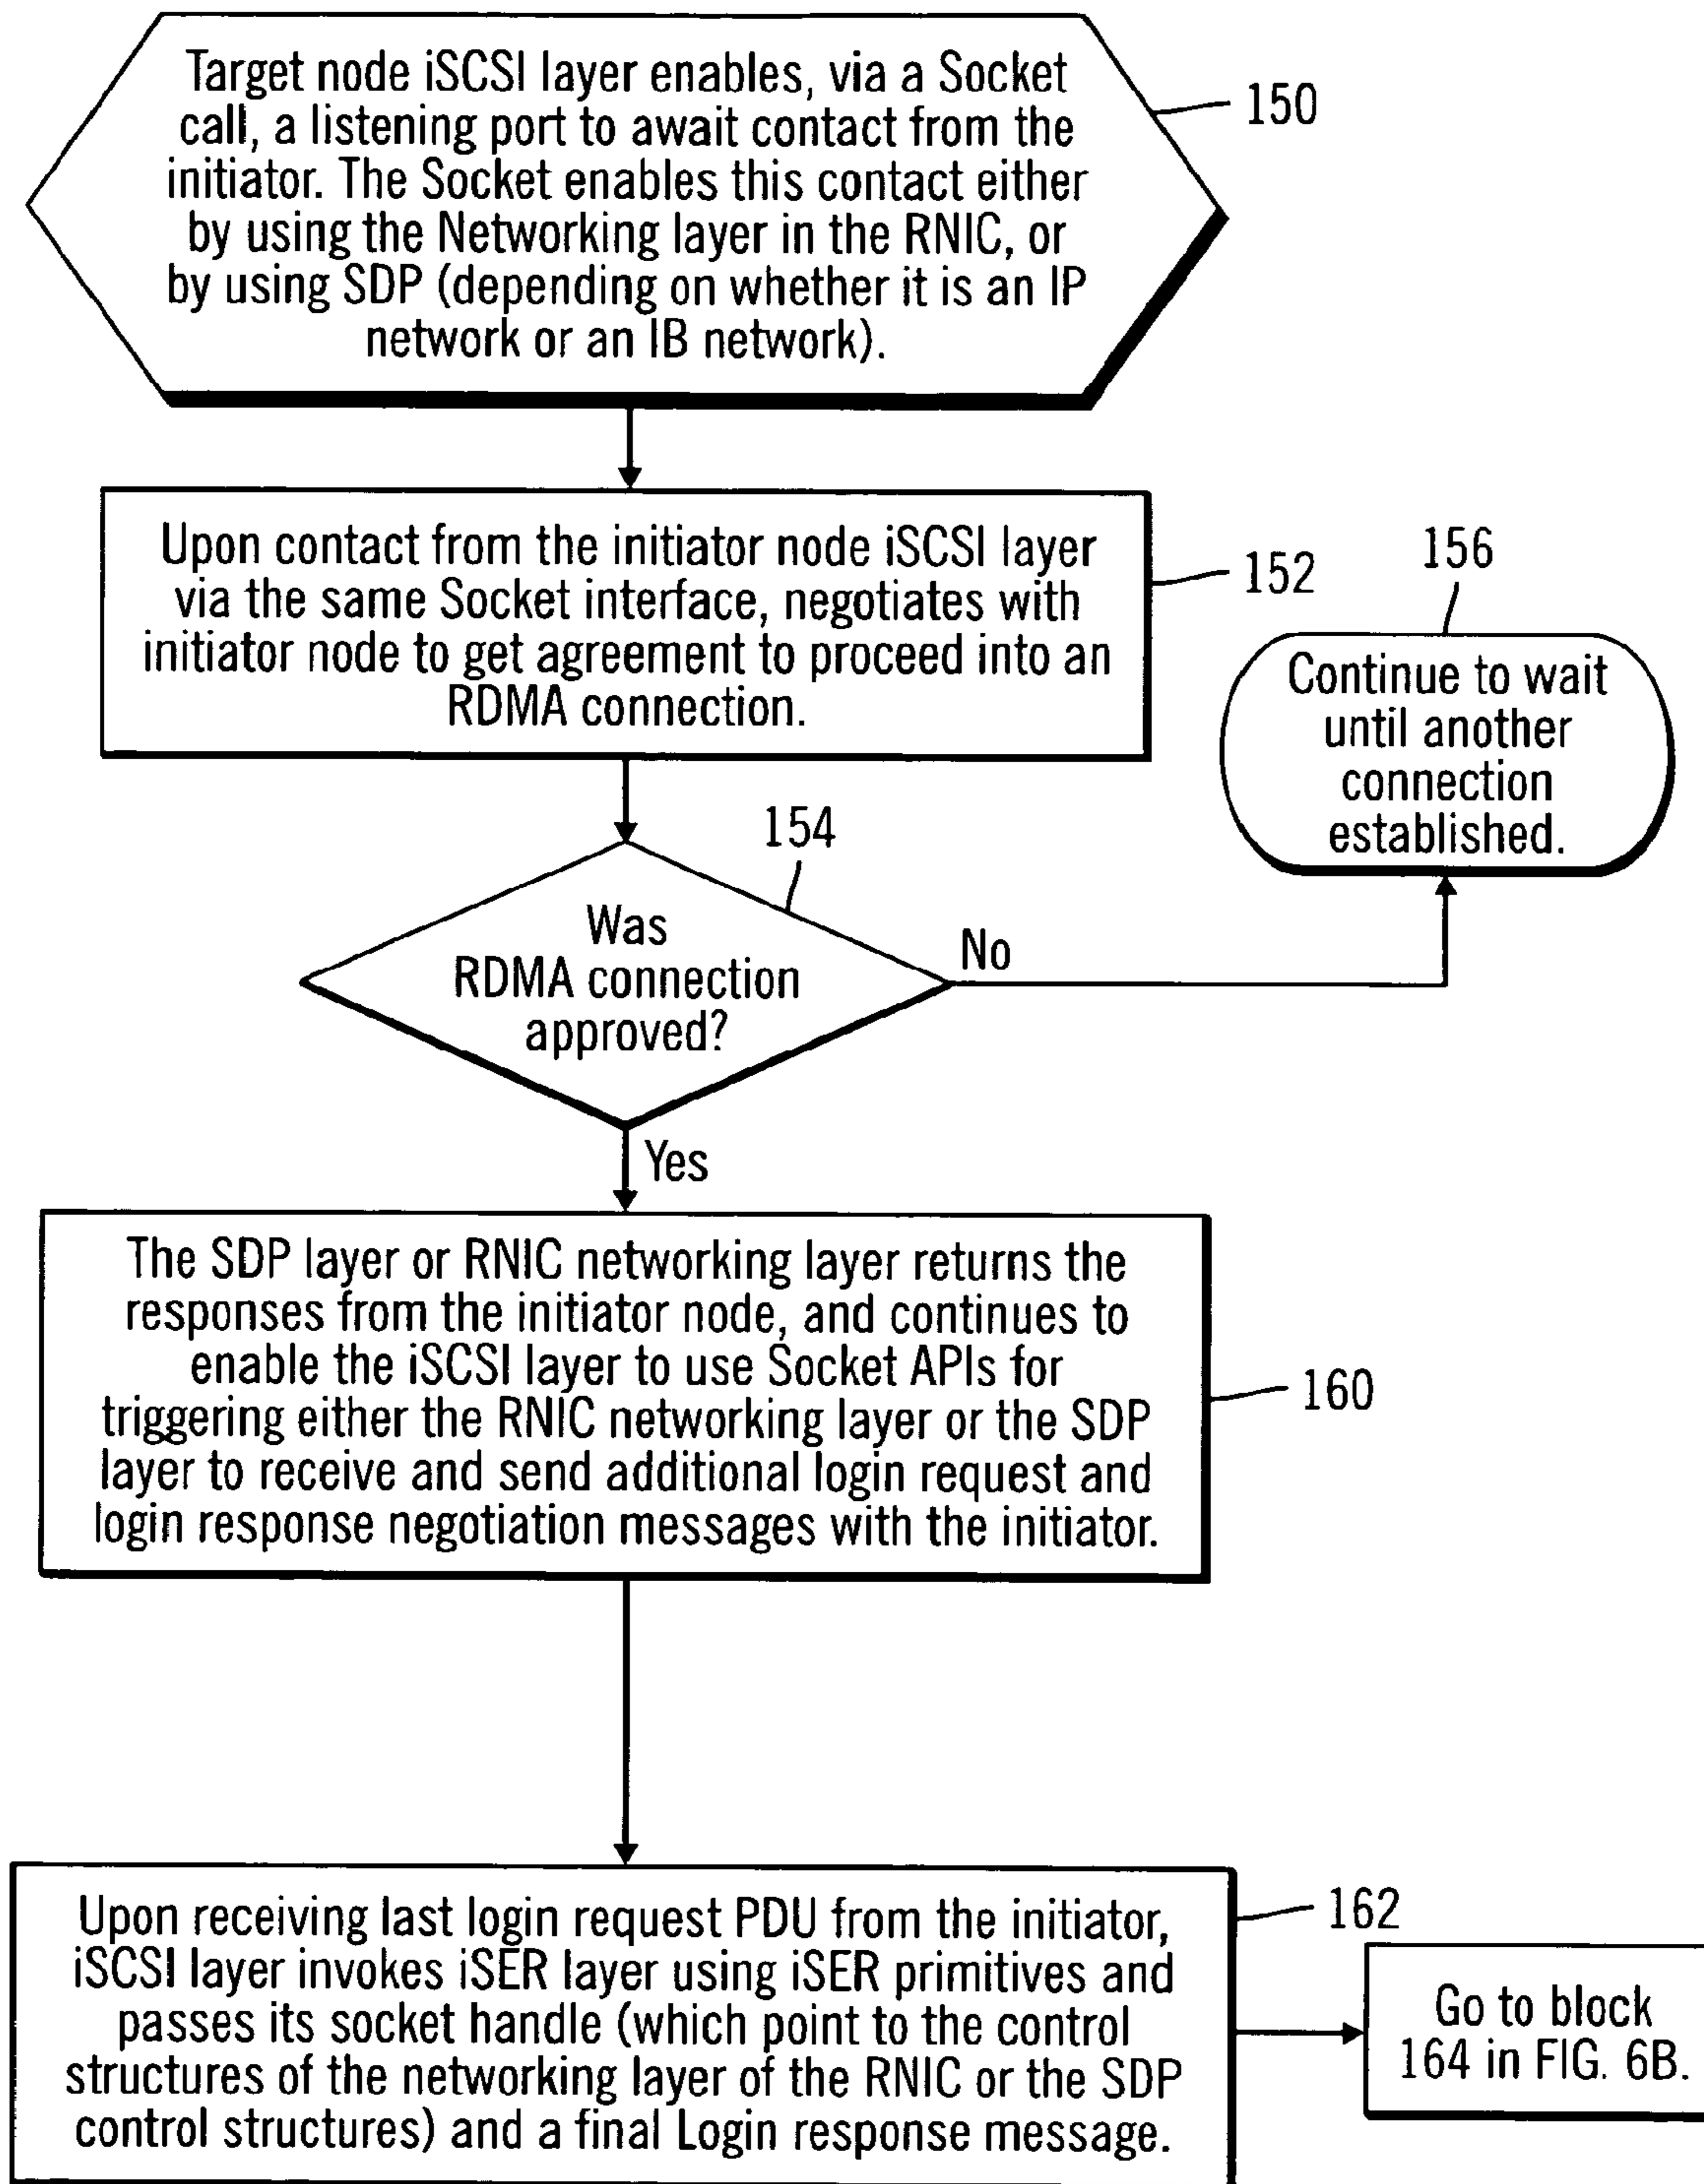 Target node iSCSI layer enables, via a Socket
call, a listening port to await contact from the
initiator. The Socket enables this contact either
by using the Networking layer in the RNIC, or
by using SDP (depending on whether it is an IP
network or an IB network).
150
Upon contact from the initiator node iSCSI layer
via the same Socket interface, negotiates with
initiator node to get agreement to proceed into an
RDMA connection.
152
156
Continue to wait
until another
connection
established.
154
Was
RDMA connection
approved?
No
Yes
The SDP layer or RNIC networking layer returns the
responses from the initiator node, and continues to
enable the iSCSI layer to use Socket APIs for
triggering either the RNIC networking layer or the SDP
layer to receive and send additional login request and
login response negotiation messages with the initiator.
160
Upon receiving last login request PDU from the initiator,
iSCSI layer invokes iSER layer using iSER primitives and
passes its socket handle (which point to the control
structures of the networking layer of the RNIC or the SDP
control structures) and a final Login response message.
162
Go to block
164 in FIG. 6B.